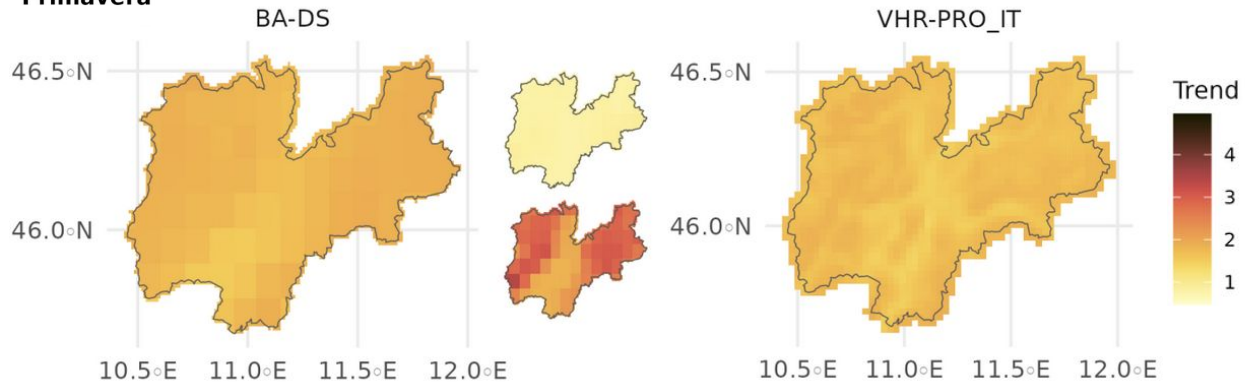 Primavera
BA-DS
VHR-PRO_IT
46.5◦N
46.0◦N
10.5◦E 11.0◦E 11.5◦E 12.0◦E
46.5◦N
46.0◦N
10.5◦E 11.0◦E 11.5◦E 12.0◦E
Trend
4
3
2
1